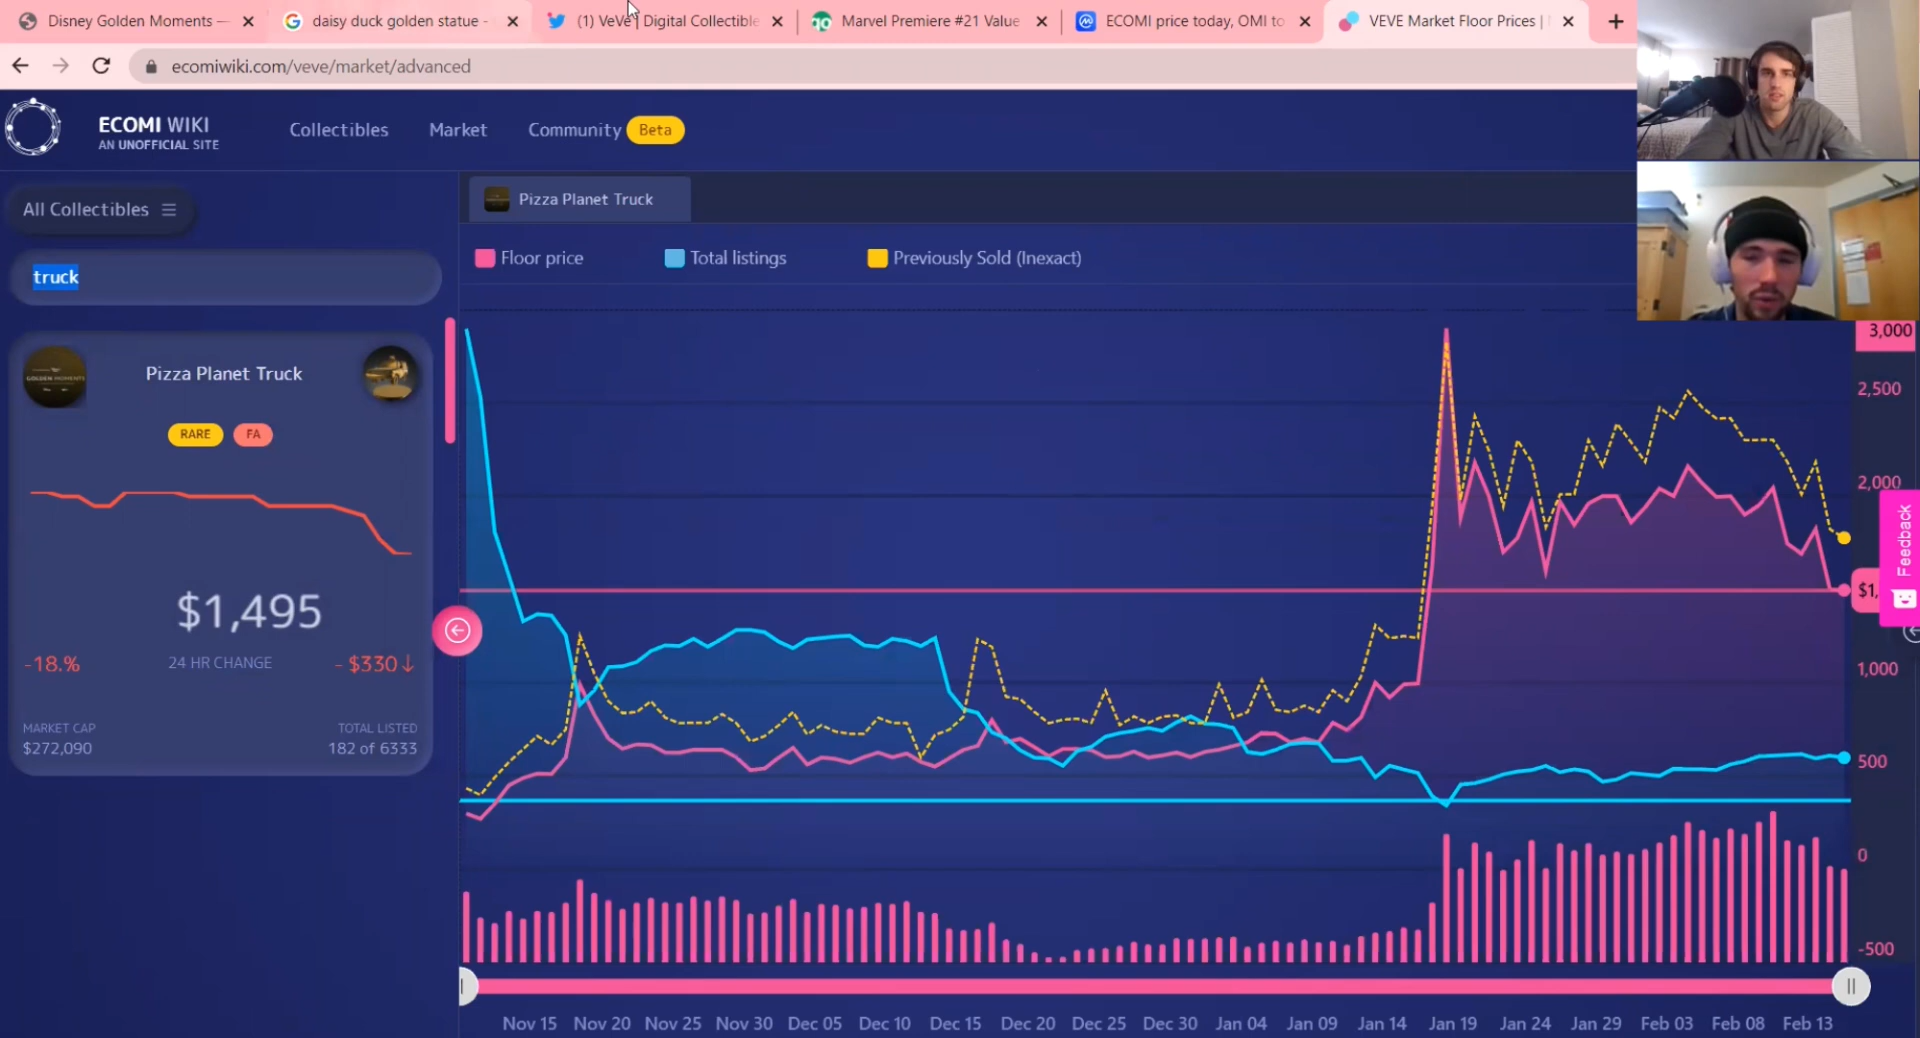 Disney Golden Moments —
daisy duck golden statue -
(1) VeVe | Digital Collectible
Marvel Premiere #21 Value
ECOMI price today, OMI to
VEVE Market Floor Prices |
ecomiwiki.com/veve/market/advanced
ECOMI WIKI
AN UNOFFICIAL SITE
Collectibles
Market
Community
Beta
All Collectibles
Pizza Planet Truck
truck
Floor price
Total listings
Previously Sold (Inexact)
Pizza Planet Truck
GOLDEN MOMENTS
RARE
FA
$1,495
-18.%
24 HR CHANGE
- $330↓
MARKET CAP
$272,090
TOTAL LISTED
182 of 6333
3,000
2,500
2,000
$1,
1,000
500
0
-500
Feedback
Nov 15
Nov 20
Nov 25
Nov 30
Dec 05
Dec 10
Dec 15
Dec 20
Dec 25
Dec 30
Jan 04
Jan 09
Jan 14
Jan 19
Jan 24
Jan 29
Feb 03
Feb 08
Feb 13